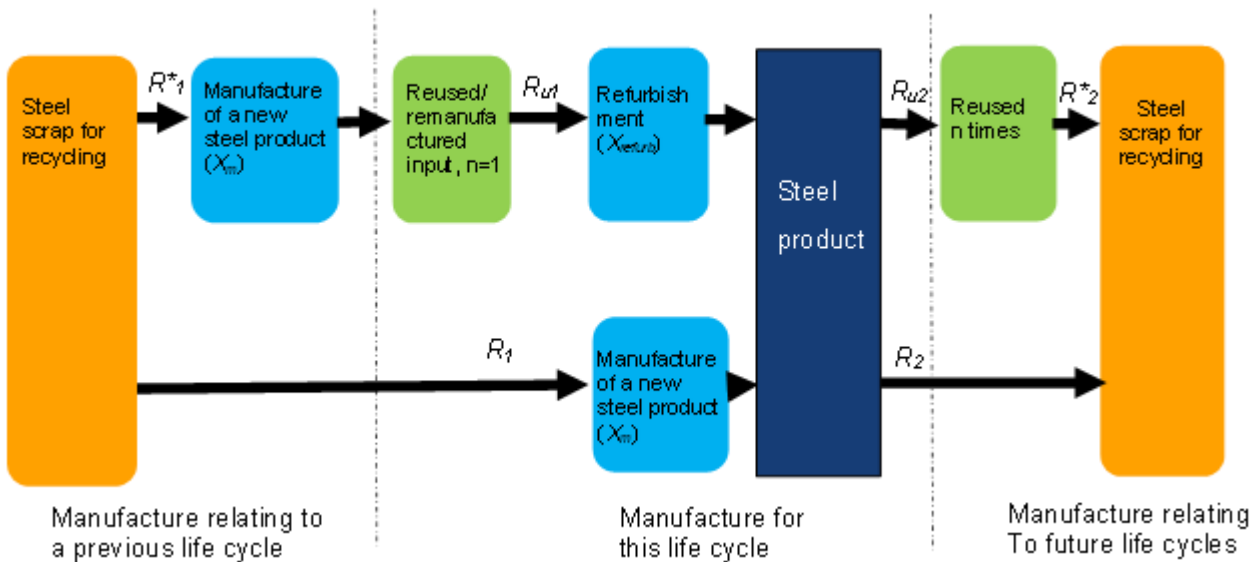 Steel
scrap for
recycling
R*1
Manufacture
of a new
steel product
(Xm)
Reused/
remanufa
ctured
input, n=1
Ru1
Refurbish
ment
(Xrefurb)
Steel
product
Ru2
Reused
n times
R*2
Steel
scrap for
recycling
R1
Manufacture
of a new
steel product
(Xm)
R2
Manufacture relating to
a previous life cycle
Manufacture for
this life cycle
Manufacture relating
To future life cycles